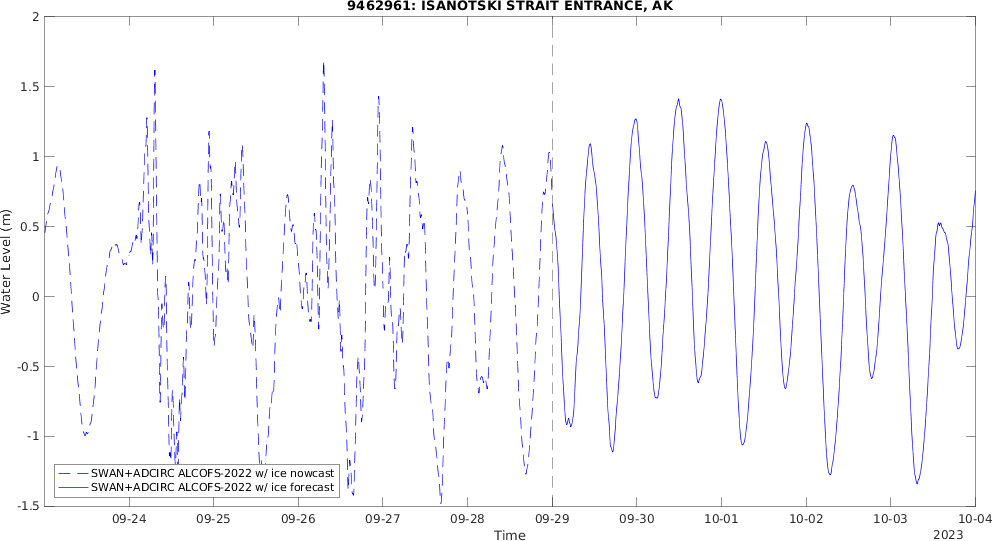 9462961: ISANOTSKI STRAIT ENTRANCE, AK
2
1.5
1
0.5
0
-0.5
-1
-1.5
Water Level (m)
SWAN+ADCIRC ALCOFS-2022 w/ ice nowcast
SWAN+ADCIRC ALCOFS-2022 w/ ice forecast
09-24 09-25 09-26 09-27 09-28 09-29 09-30 10-01 10-02 10-03 10-04
Time
2023